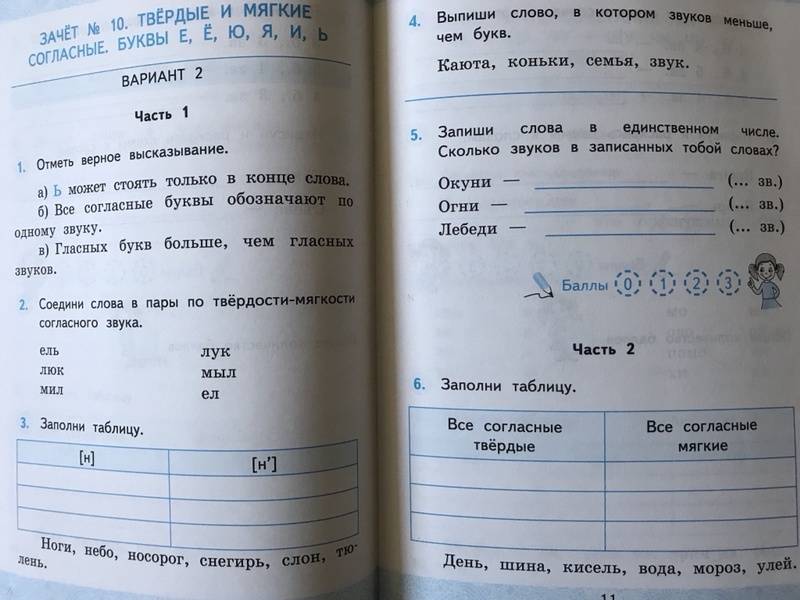 ЗАЧЁТ № 10. ТВЁРДЫЕ И МЯГКИЕ
СОГЛАСНЫЕ. БУКВЫ Е, Ё, Ю, Я, И, Ь
ВАРИАНТ 2
Часть 1
1. Отметь верное высказывание.
а) Ь может стоять только в конце слова.
б) Все согласные буквы обозначают по
одному звуку.
в) Гласных букв больше, чем гласных
звуков.
2. Соедини слова в пары по твёрдости-мягкости
согласного звука.
ель лук
люк мыл
мил ел
3. Заполни таблицу.
[н] [н']
Ноги, небо, носорог, снегирь, слон, тю-
лень.
4. Выпиши слово, в котором звуков меньше,
чем букв.
Каюта, коньки, семья, звук.
5. Запиши слова в единственном числе.
Сколько звуков в записанных тобой словах?
Окуни — (... зв.)
Огни — (... зв.)
Лебеди — (... зв.)
Баллы 0 1 2 3
Часть 2
6. Заполни таблицу.
Все согласные твёрдые Все согласные мягкие
День, шина, кисель, вода, мороз, улей.
11